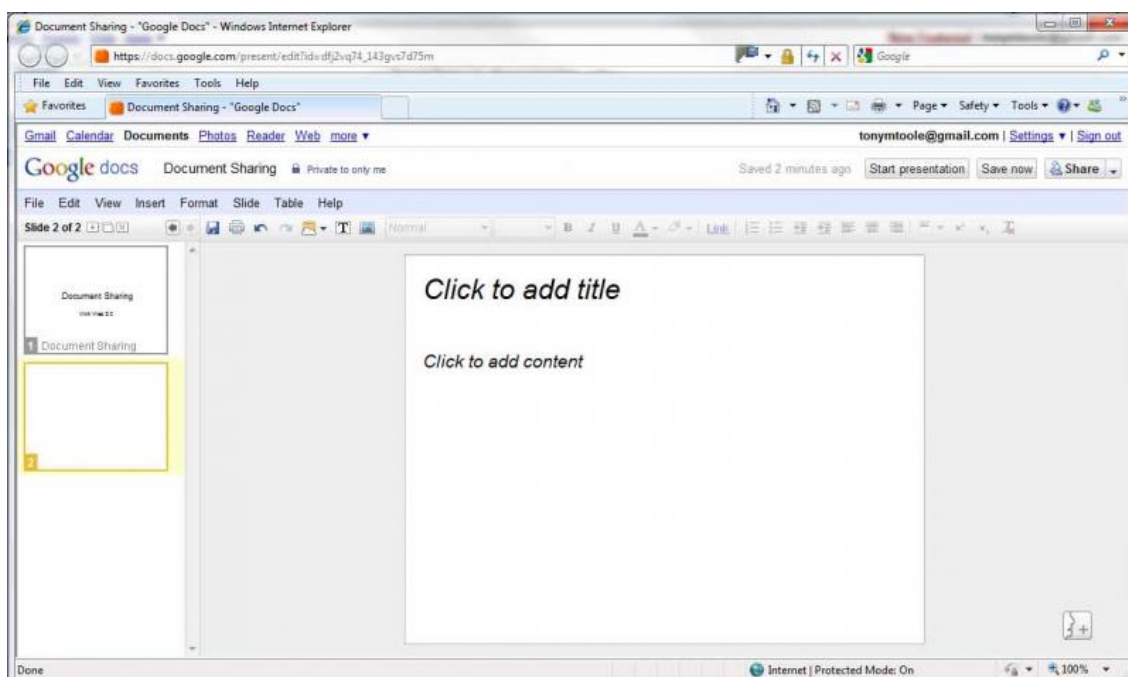 Document Sharing - "Google Docs" - Windows Internet Explorer
https://docs.google.com/present/edit?id=dfj2vq74_143gvs7d75m
Google
File Edit View Favorites Tools Help
Favorites Document Sharing - "Google Docs" Page Safety Tools
Gmail Calendar Documents Photos Reader Web more tonymtoole@gmail.com | Settings | Sign out
Google docs Document Sharing Private to only me Saved 2 minutes ago Start presentation Save now Share
File Edit View Insert Format Slide Table Help
Slide 2 of 2 T Normal B I U A Link
Document Sharing
1 Document Sharing
2
Click to add title
Click to add content
Done Internet | Protected Mode: On 100%